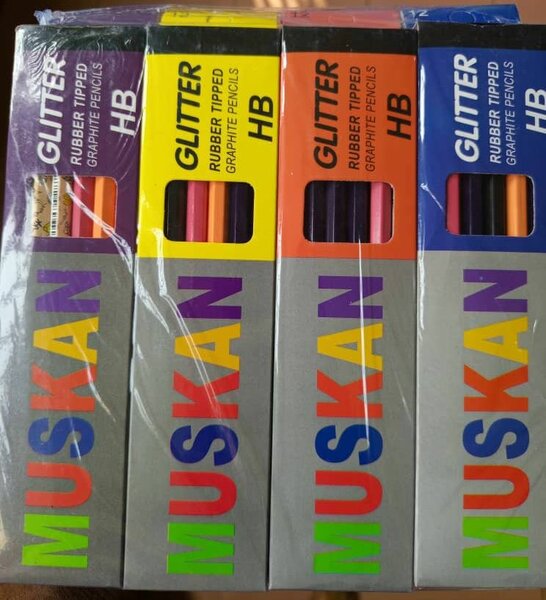 GLITTER
RUBBER TIPPED
GRAPHITE PENCILS
HB
MUSKAN
GLITTER
RUBBER TIPPED
GRAPHITE PENCILS
HB
MUSKAN
GLITTER
RUBBER TIPPED
GRAPHITE PENCILS
HB
MUSKAN
GLITTER
RUBBER TIPPED
GRAPHITE PENCILS
HB
MUSKAN